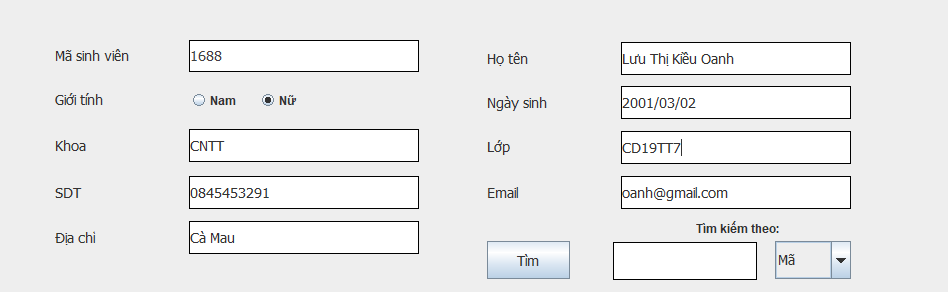 Mã sinh viên 1688 Họ tên Lưu Thị Kiều Oanh
Giới tính Nam Nữ Ngày sinh 2001/03/02
Khoa CNTT Lớp CD19TT7
SDT 0845453291 Email oanh@gmail.com
Địa chỉ Cà Mau
Tìm kiếm theo:
Tìm Mã